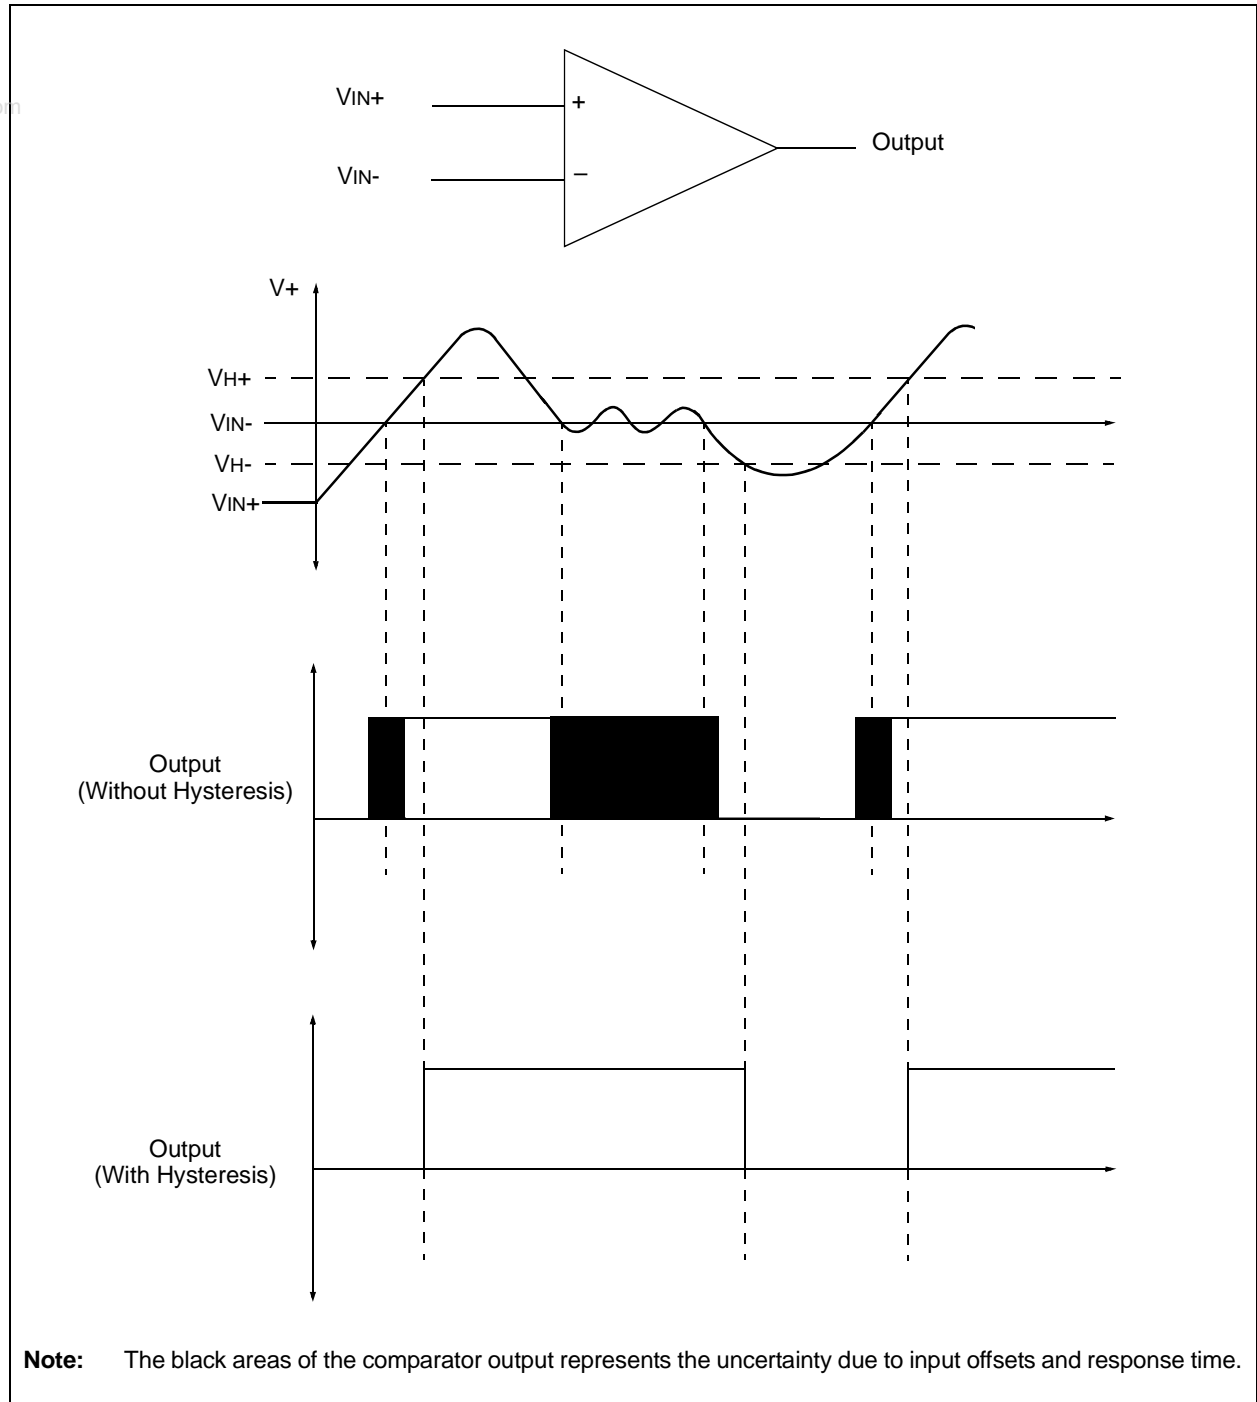 VIN+
+
om
Output
VIN-
–
V+
VH+
VIN-
VH-
VIN+
Output
(Without Hysteresis)
Output
(With Hysteresis)
Note: The black areas of the comparator output represents the uncertainty due to input offsets and response time.